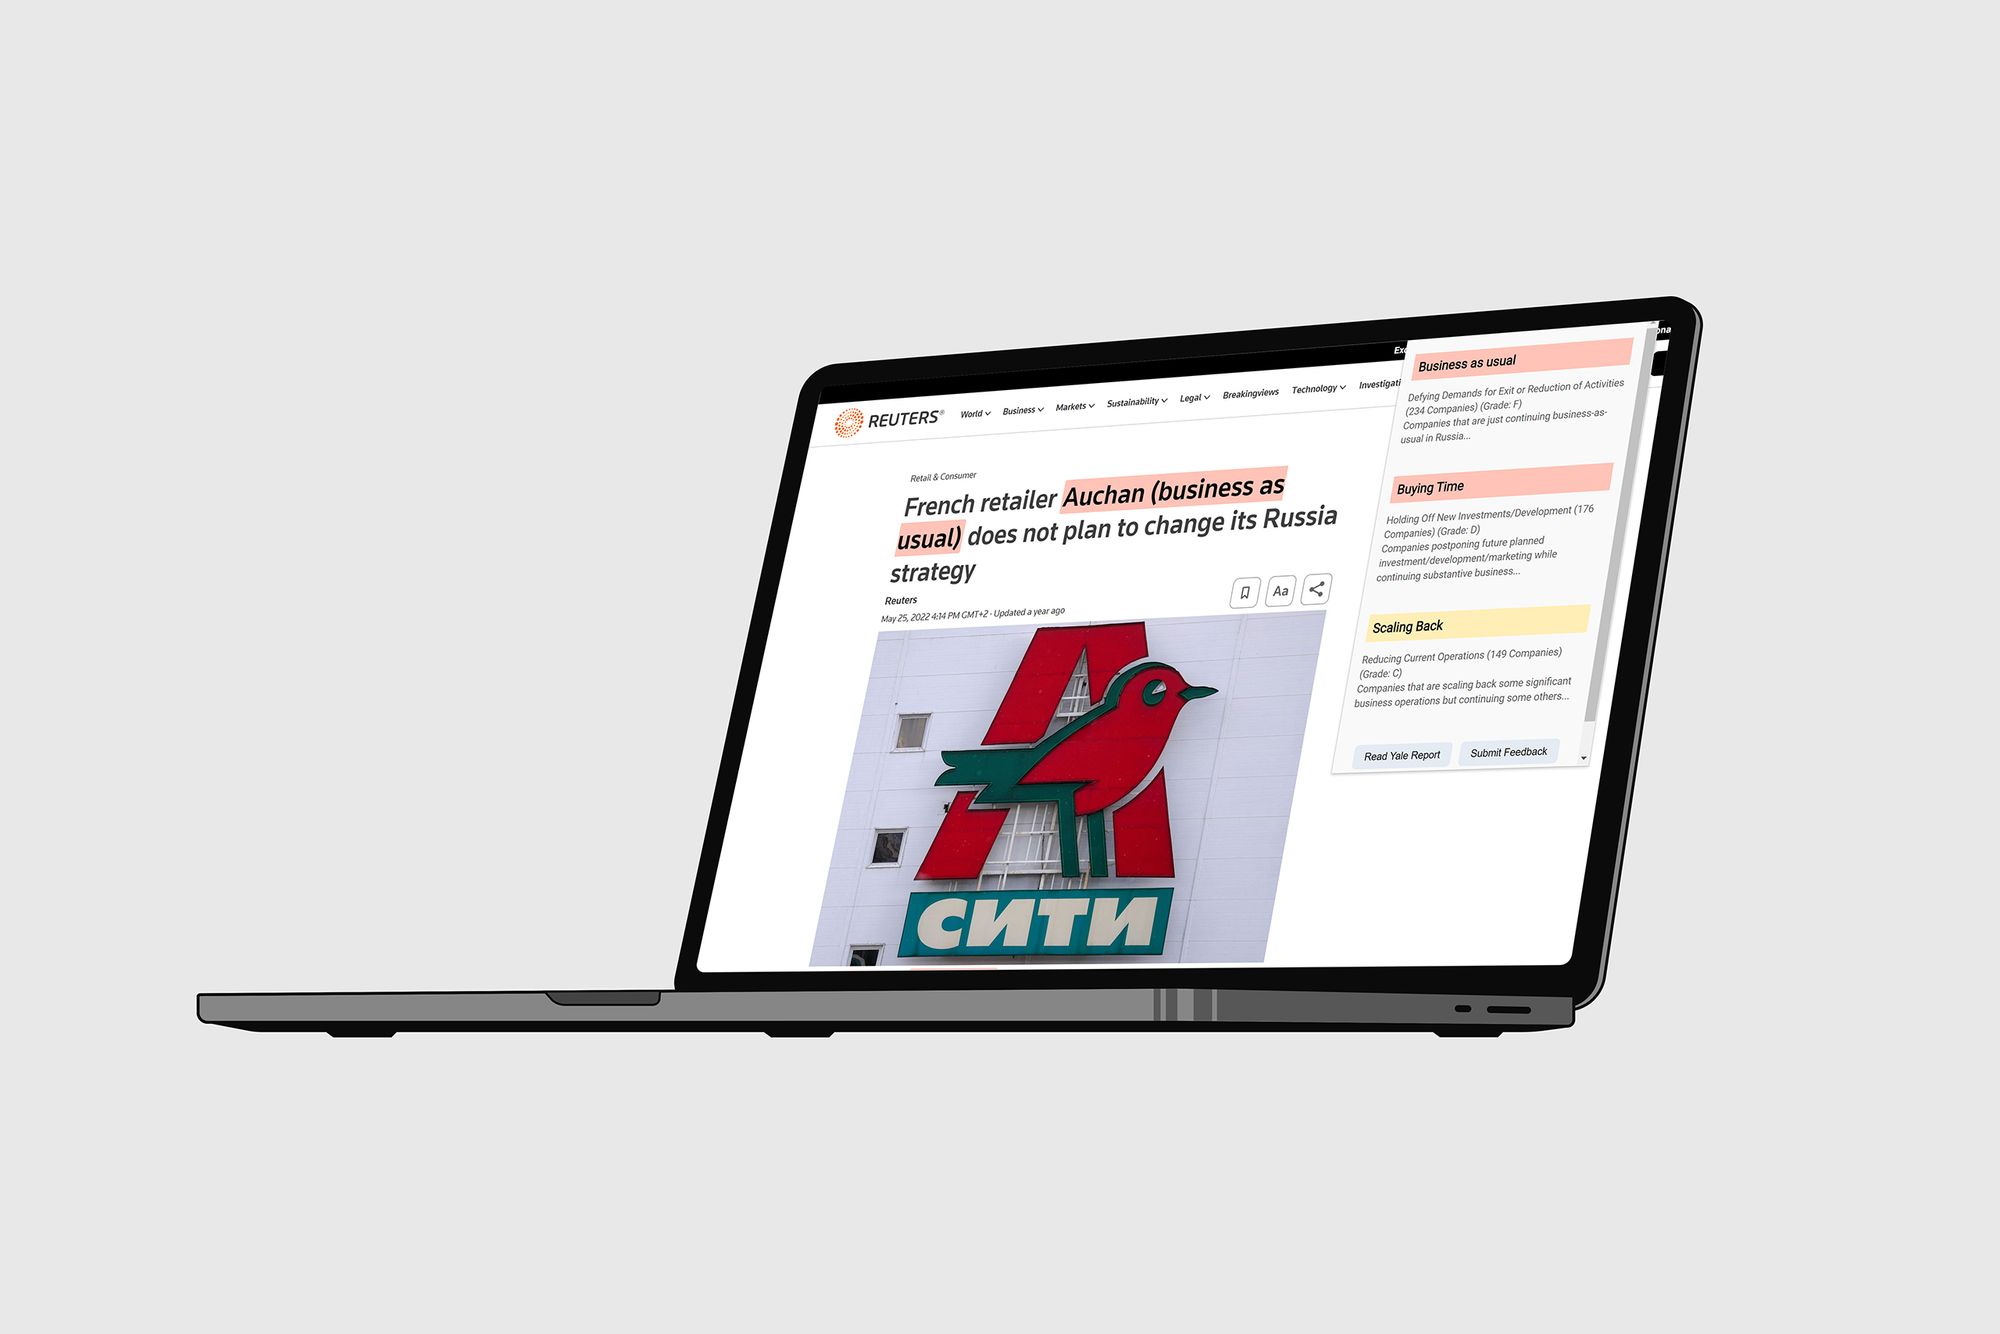 REUTERS®
World
Business
Markets
Sustainability
Legal
Breakingviews
Technology
Retail & Consumer
French retailer Auchan (business as
usual) does not plan to change its Russia
strategy
Reuters
May 25, 2022 4:14 PM GMT+2 · Updated a year ago
Aa
A
СИТИ
Business as usual
Defying Demands for Exit or Reduction of Activities
(234 Companies) (Grade: F)
Companies that are just continuing business-as-
usual in Russia...
Buying Time
Holding Off New Investments/Development (176
Companies) (Grade: D)
Companies postponing future planned
investment/development/marketing while
continuing substantive business...
Scaling Back
Reducing Current Operations (149 Companies)
(Grade: C)
Companies that are scaling back some significant
business operations but continuing some others...
Read Yale Report
Submit Feedback